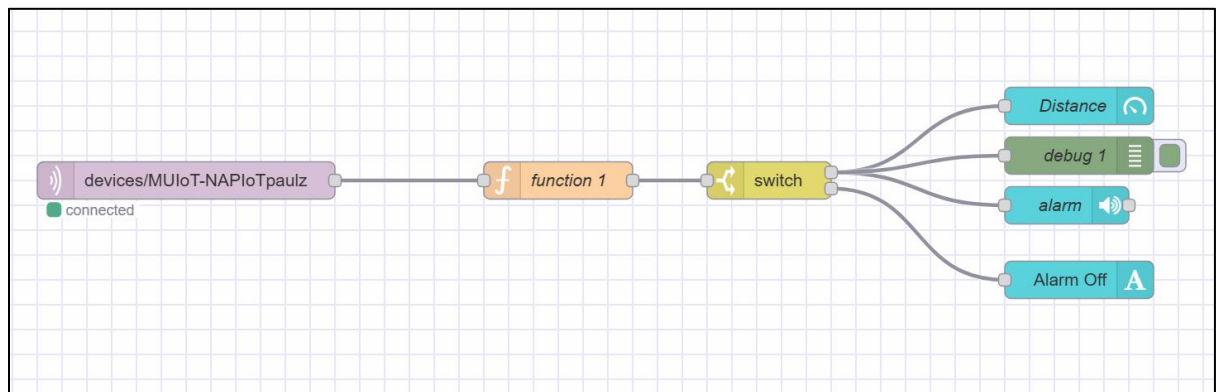 devices/MUIoT-NAPIoTpaulz
connected
function 1
switch
Distance
debug 1
alarm
Alarm Off